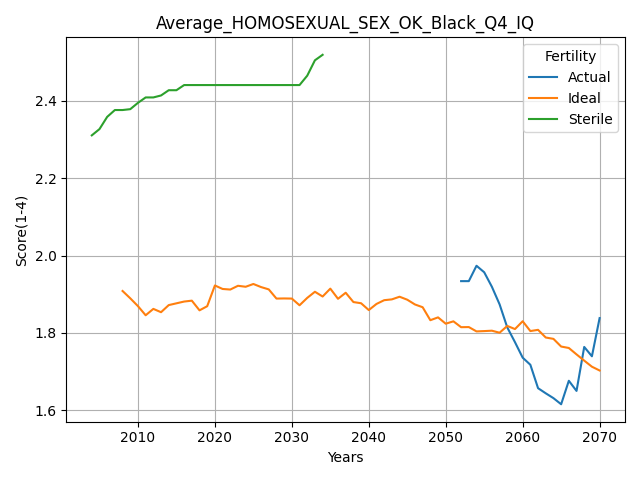 Average_HOMOSEXUAL_SEX_OK_Black_Q4_IQ
Fertility
Actual
Ideal
Sterile
Score(1-4)
2.4
2.2
2.0
1.8
1.6
2010 2020 2030 2040 2050 2060 2070
Years